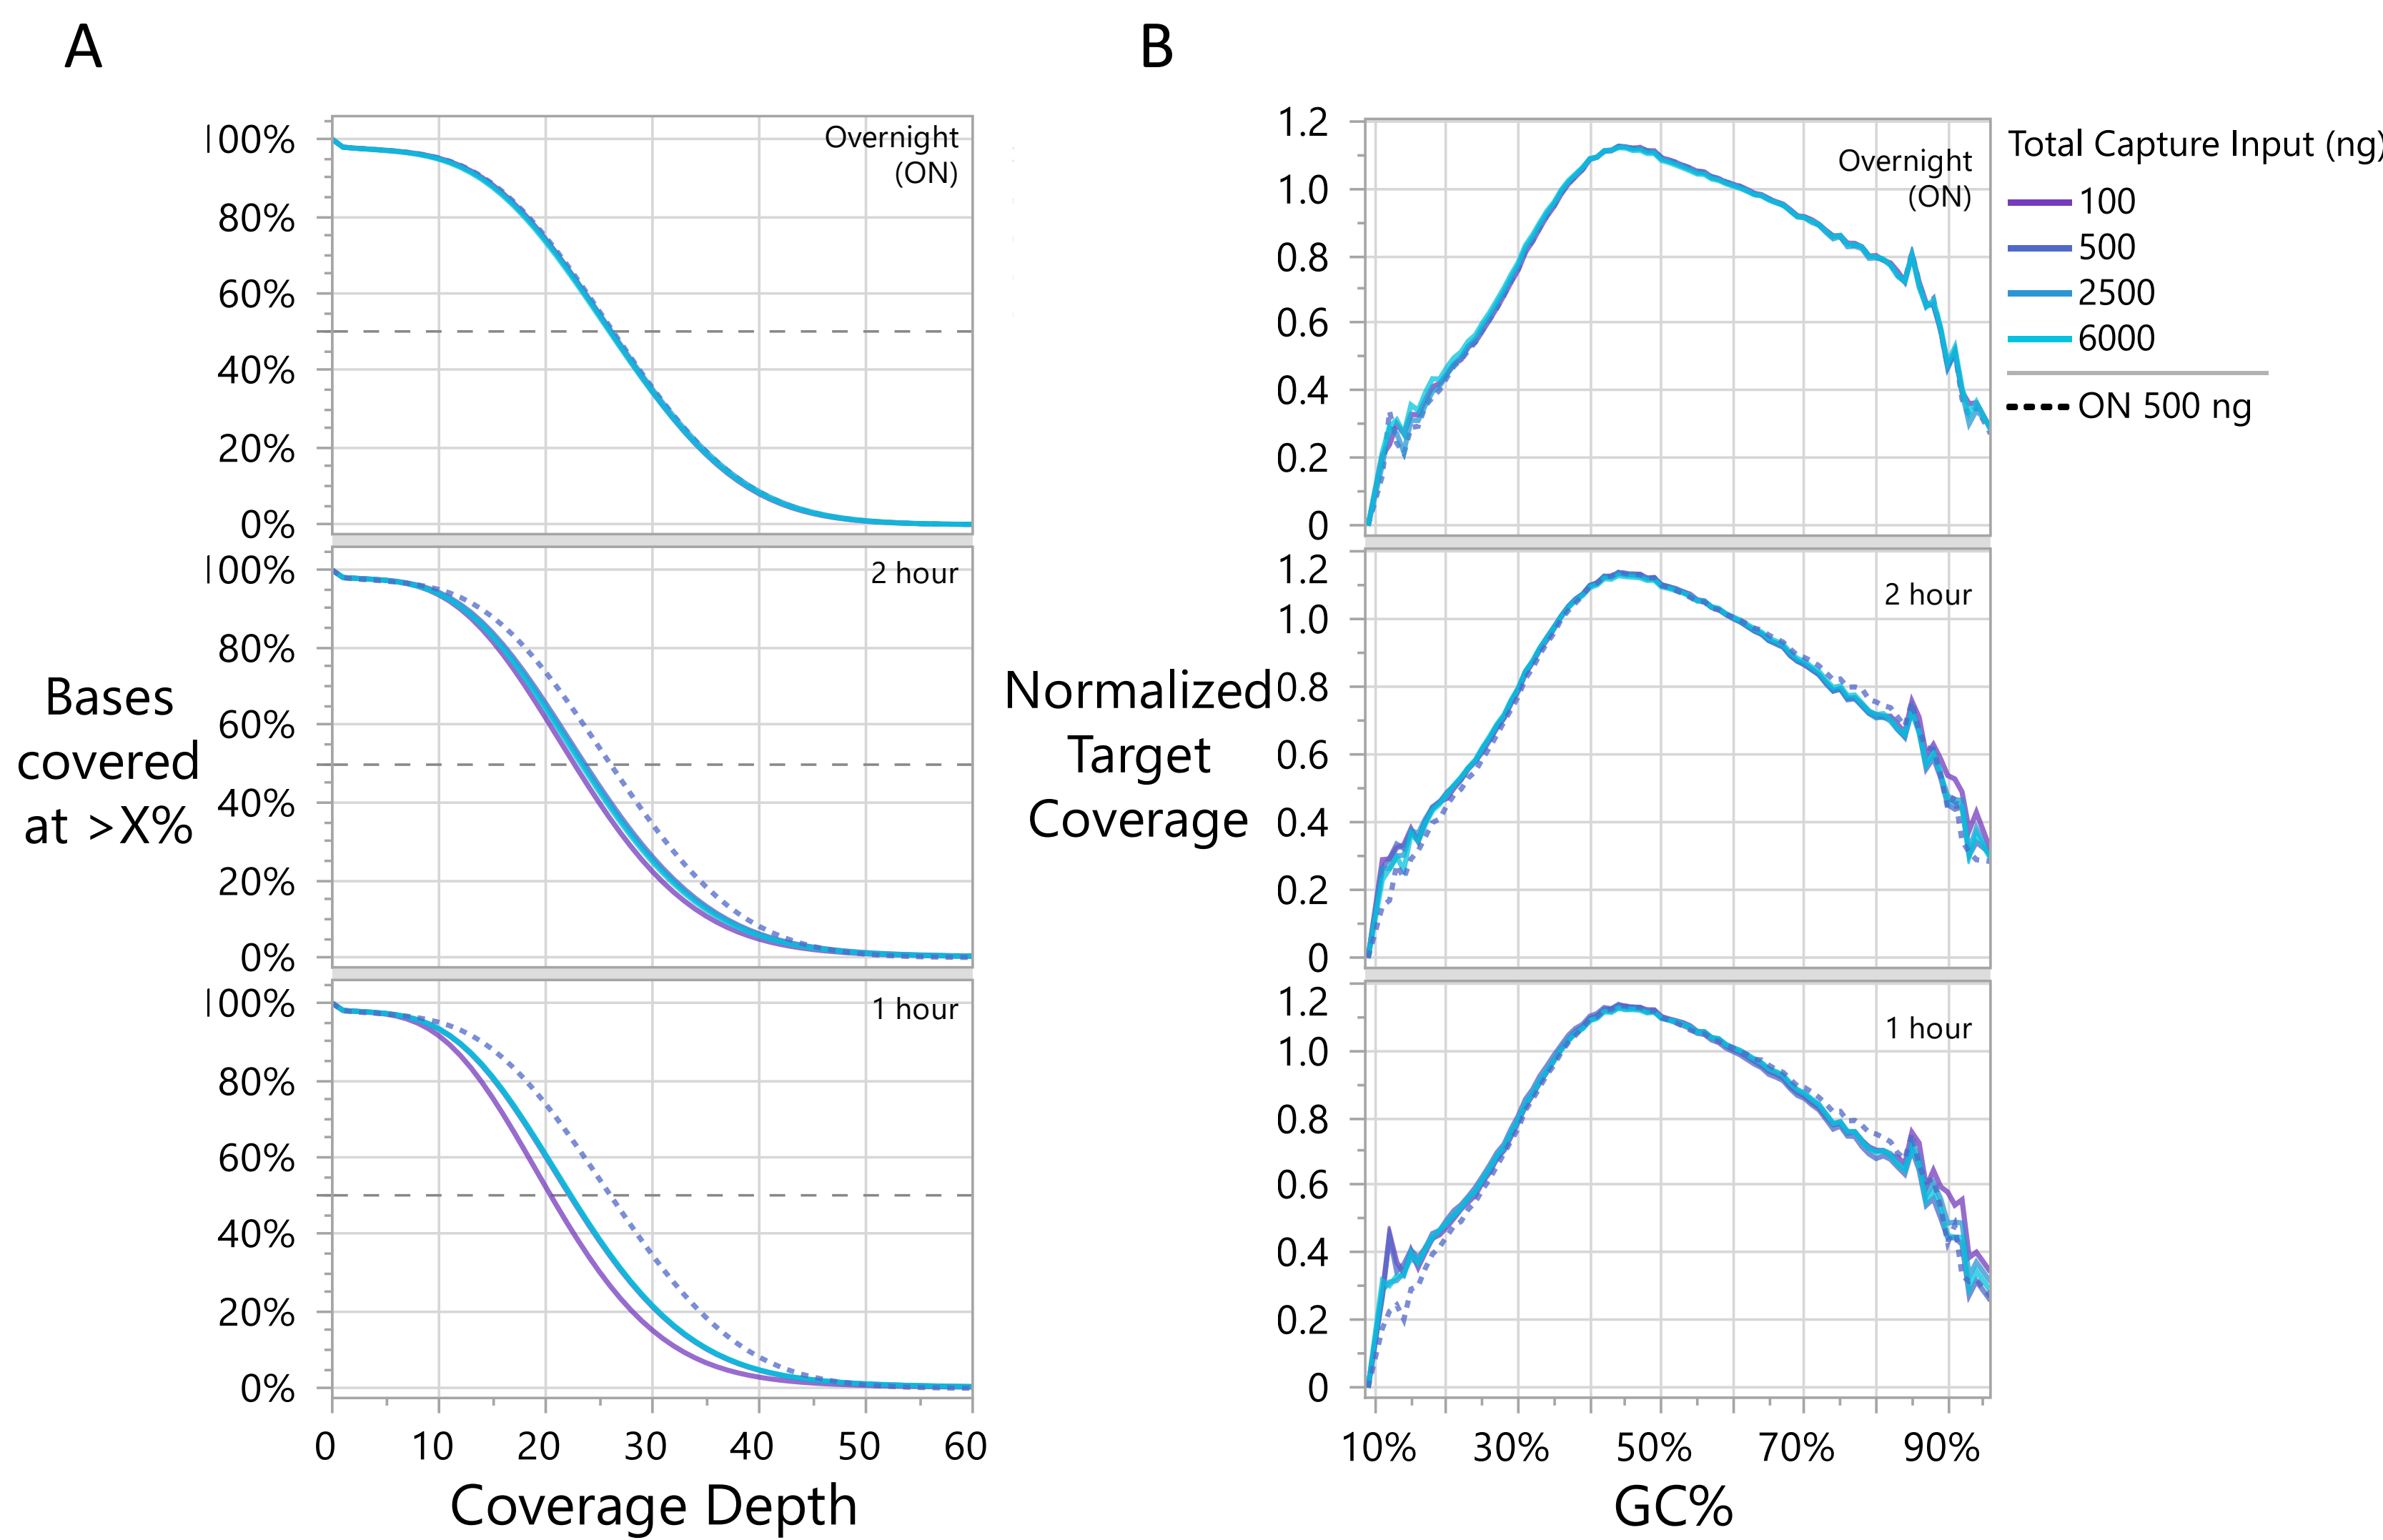 A
B
100%
80%
60%
40%
20%
0%
Overnight
(ON)
100%
80%
60%
40%
20%
0%
2 hour
100%
80%
60%
40%
20%
0%
1 hour
Bases
covered
at >X%
0 10 20 30 40 50 60
Coverage Depth
1.2
1.0
0.8
0.6
0.4
0.2
0
Overnight
(ON)
1.2
1.0
0.8
0.6
0.4
0.2
0
2 hour
1.2
1.0
0.8
0.6
0.4
0.2
0
1 hour
Normalized
Target
Coverage
10% 30% 50% 70% 90%
GC%
Total Capture Input (ng)
100
500
2500
6000
ON 500 ng